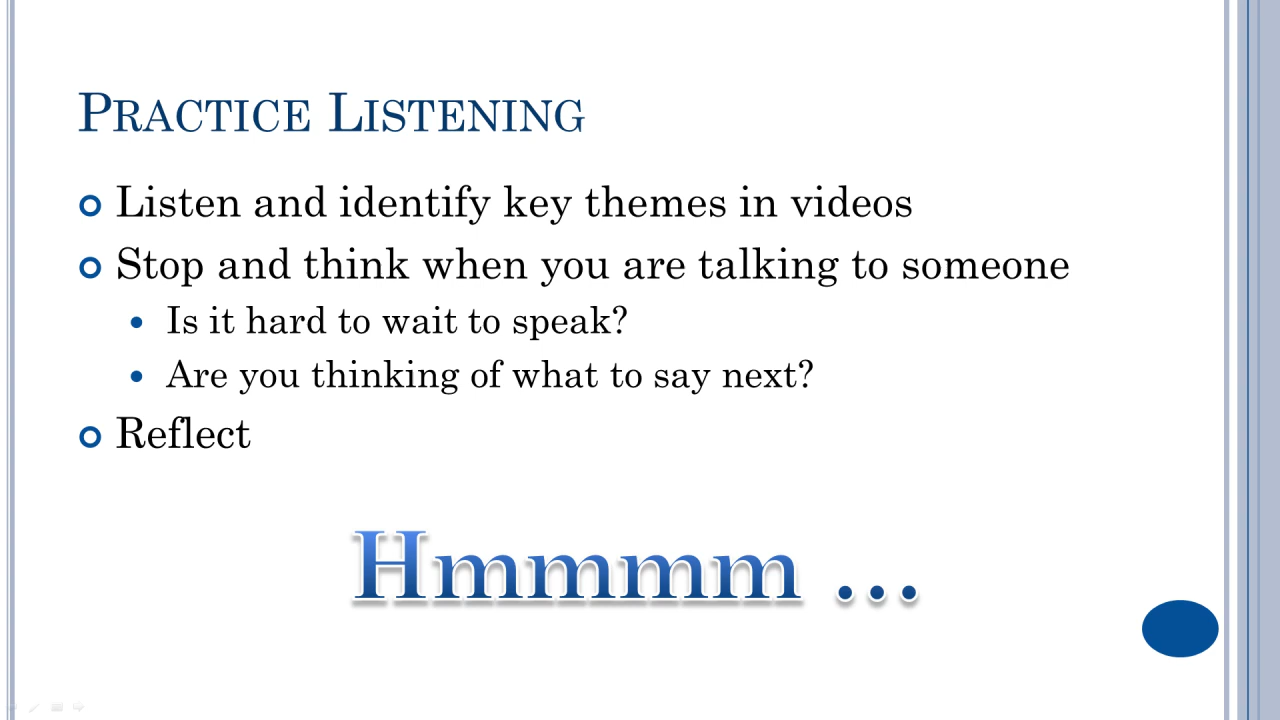 Practice Listening
Listen and identify key themes in videos
Stop and think when you are talking to someone
Is it hard to wait to speak?
Are you thinking of what to say next?
Reflect
Hmmmm ...